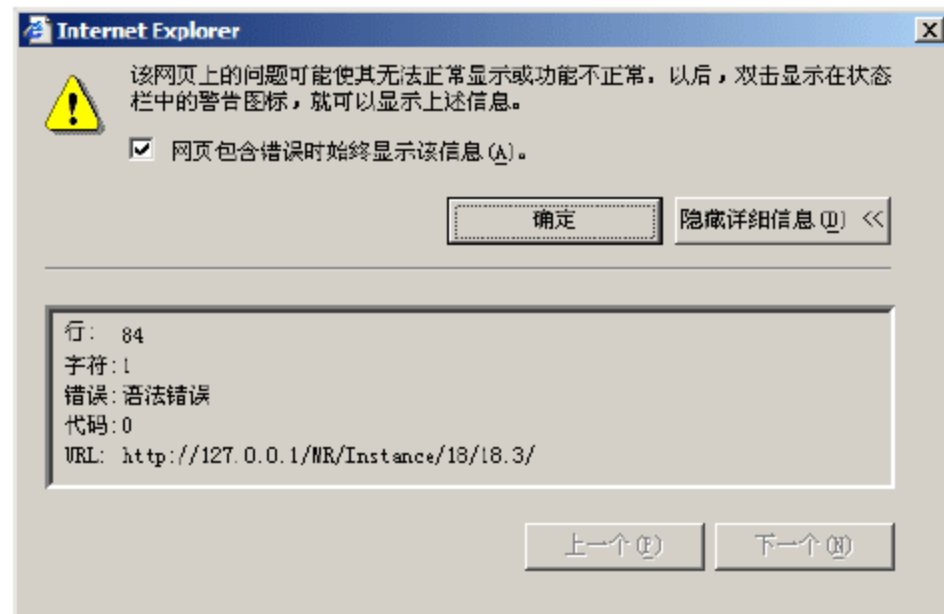 Internet Explorer
该网页上的问题可能使其无法正常显示或功能不正常。以后，双击显示在状态
栏中的警告图标，就可以显示上述信息。
网页包含错误时始终显示该信息(A)。
确定
隐藏详细信息(D) <<
行: 84
字符:1
错误:语法错误
代码:0
URL: http://127.0.0.1/WR/Instance/18/18.3/
上一个(P)
下一个(N)